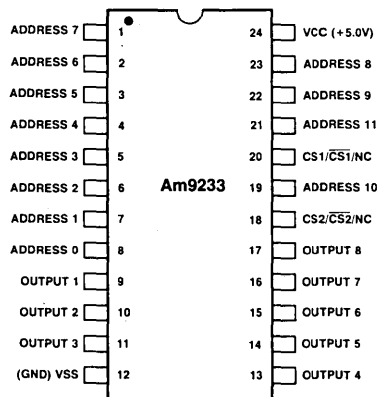 ADDRESS 7 1 24 VCC (+5.0V)
ADDRESS 6 2 23 ADDRESS 8
ADDRESS 5 3 22 ADDRESS 9
ADDRESS 4 4 21 ADDRESS 11
ADDRESS 3 5 20 CS1/C̅S̅1̅/NC
ADDRESS 2 6 Am9233 19 ADDRESS 10
ADDRESS 1 7 18 CS2/C̅S̅2̅/NC
ADDRESS 0 8 17 OUTPUT 8
OUTPUT 1 9 16 OUTPUT 7
OUTPUT 2 10 15 OUTPUT 6
OUTPUT 3 11 14 OUTPUT 5
(GND) VSS 12 13 OUTPUT 4